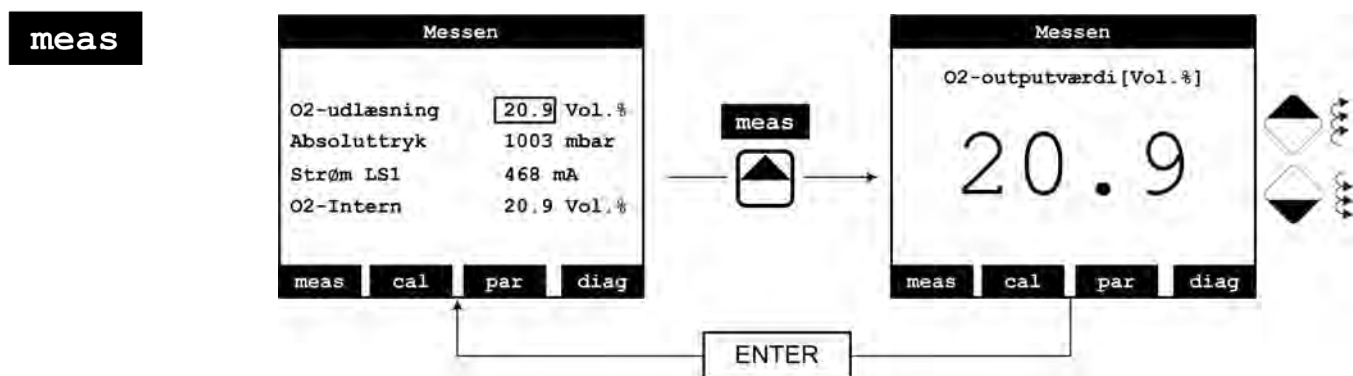 meas
Messen
O2-udlæsning 20.9 Vol.%
Absoluttryk 1003 mbar
StrØm LS1 468 mA
O2-Intern 20.9 Vol.%
meas cal par diag
meas
Messen
O2-outputværdi[Vol.%]
20.9
meas cal par diag
ENTER